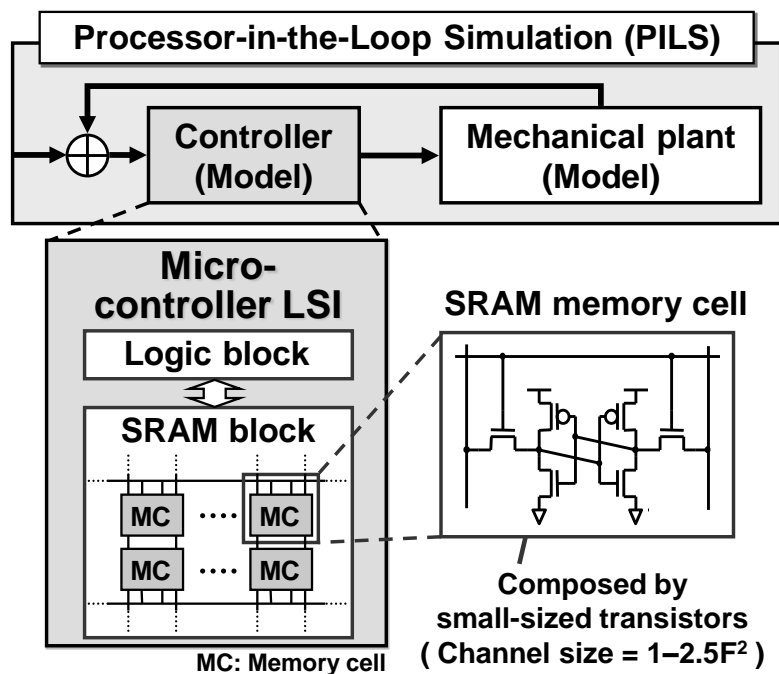 Processor-in-the-Loop Simulation (PILS)
Controller
(Model)
Mechanical plant
(Model)
Micro-
controller LSI
Logic block
SRAM block
MC
MC
MC
MC
MC: Memory cell
SRAM memory cell
Composed by
small-sized transistors
( Channel size = 1–2.5F² )